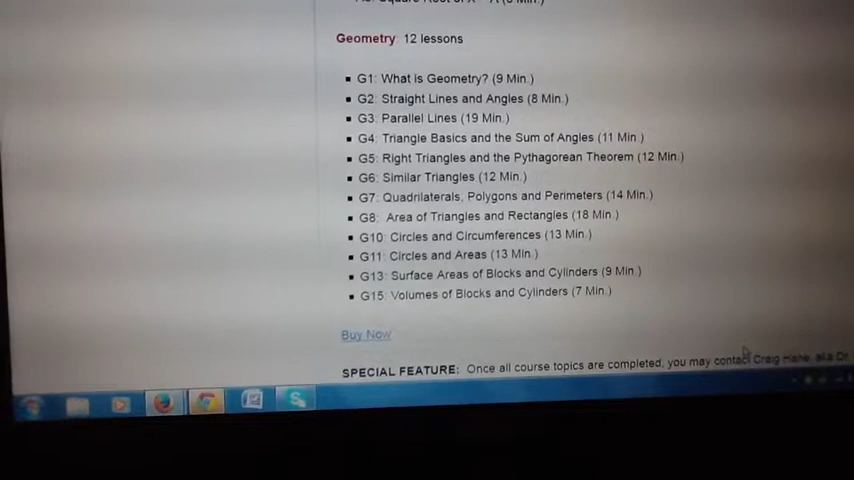 Square Root of X
Geometry: 12 lessons
G1: What is Geometry? (9 Min.)
G2: Straight Lines and Angles (8 Min.)
G3: Parallel Lines (19 Min.)
G4: Triangle Basics and the Sum of Angles (11 Min.)
G5: Right Triangles and the Pythagorean Theorem (12 Min.)
G6: Similar Triangles (12 Min.)
G7: Quadrilaterals, Polygons and Perimeters (14 Min.)
G8: Area of Triangles and Rectangles (18 Min.)
G10: Circles and Circumferences (13 Min.)
G11: Circles and Areas (13 Min.)
G13: Surface Areas of Blocks and Cylinders (9 Min.)
G15: Volumes of Blocks and Cylinders (7 Min.)
Buy Now
SPECIAL FEATURE: Once all course topics are completed, you may contact Craig Hane, aka Dr